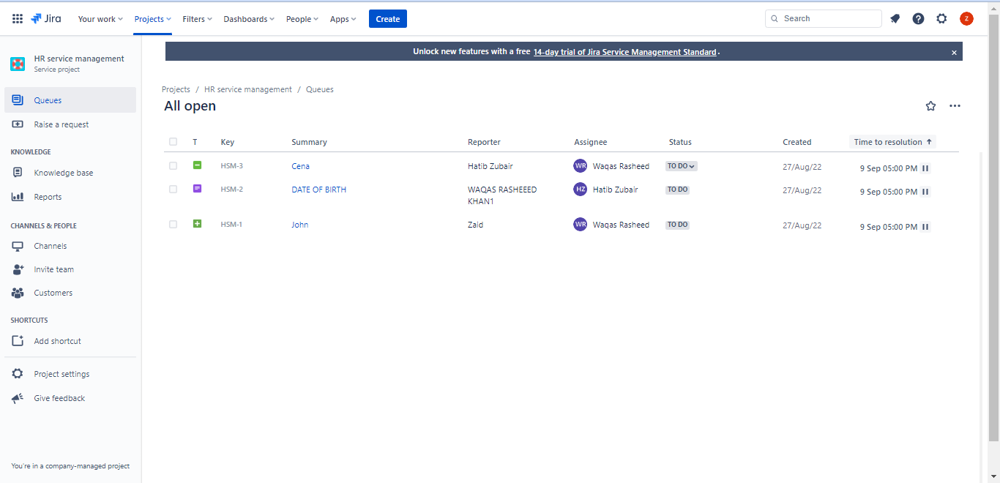 Jira Your work Projects Filters Dashboards People Apps Create Search Z
HR service management
Service project
Queues
Raise a request
KNOWLEDGE
Knowledge base
Reports
CHANNELS & PEOPLE
Channels
Invite team
Customers
SHORTCUTS
Add shortcut
Project settings
Give feedback
You're in a company-managed project
Unlock new features with a free 14-day trial of Jira Service Management Standard.
Projects / HR service management / Queues
All open
T Key Summary Reporter Assignee Status Created Time to resolution
HSM-3 Cena Hatib Zubair WR Waqas Rasheed TO DO 27/Aug/22 9 Sep 05:00 PM
HSM-2 DATE OF BIRTH WAQAS RASHEEED HZ Hatib Zubair TO DO 27/Aug/22 9 Sep 05:00 PM
KHAN1
HSM-1 John Zaid WR Waqas Rasheed TO DO 27/Aug/22 9 Sep 05:00 PM